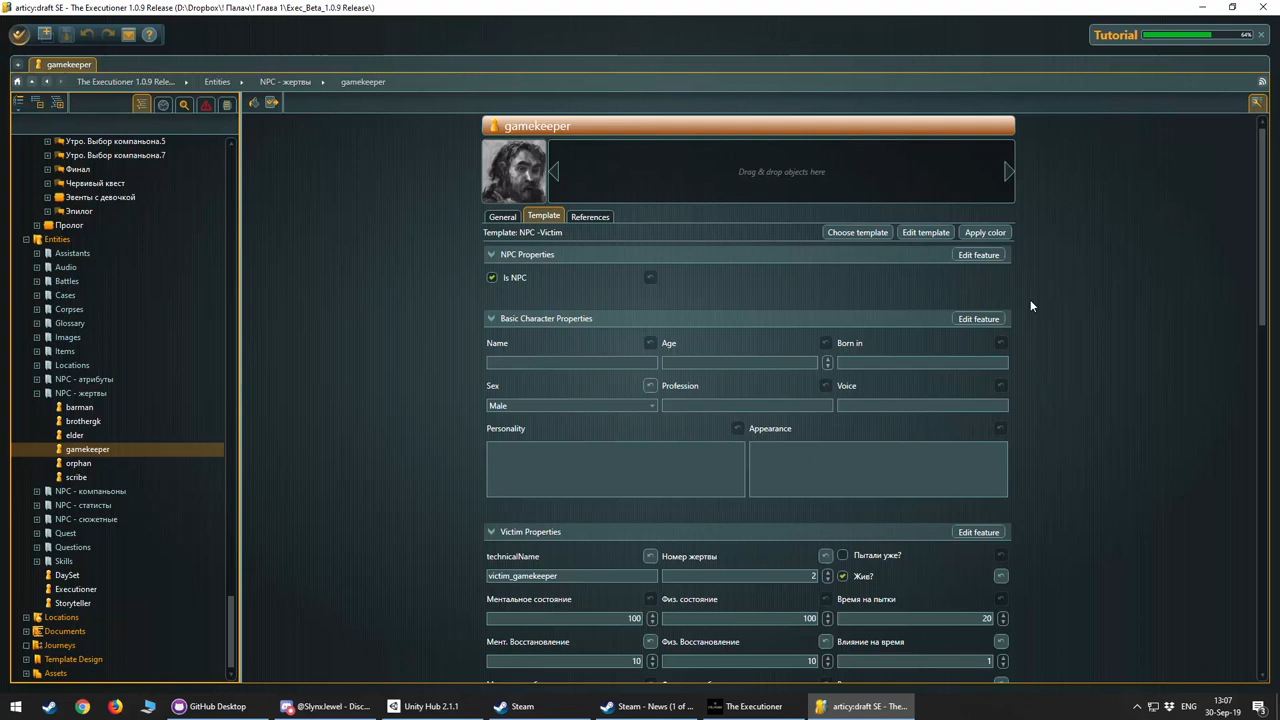 articy:draft SE - The Executioner 1.0.9 Release (D:\Dropbox\! Палач\! Глава 1\Exec_Beta_1.0.9 Release\)
Tutorial 64%
gamekeeper
The Executioner 1.0.9 Rele... Entities NPC - жертвы gamekeeper
Утро. Выбор компаньона.5
Утро. Выбор компаньона.7
Финал
Червивый квест
Эвенты с девочкой
Эпилог
Пролог
Entities
Assistants
Audio
Battles
Cases
Corpses
Glossary
Images
Items
Locations
NPC - атрибуты
NPC - жертвы
barman
brothergk
elder
gamekeeper
orphan
scribe
NPC - компаньоны
NPC - статисты
NPC - сюжетные
Quest
Questions
Skills
DaySet
Executioner
Storyteller
Locations
Documents
Journeys
Template Design
Assets
gamekeeper
Drag & drop objects here
General Template References
Template: NPC -Victim Choose template Edit template Apply color
NPC Properties Edit feature
Is NPC
Basic Character Properties Edit feature
Name Age Born in
Sex Profession Voice
Male
Personality Appearance
Victim Properties Edit feature
technicalName Номер жертвы Пытали уже?
victim_gamekeeper 2 Жив?
Ментальное состояние Физ. состояние Время на пытки
100 100 20
Мент. Восстановление Физ. Восстановление Влияние на время
10 10 1
GitHub Desktop @SlynxJewel - Disc... Unity Hub 2.1.1 Steam Steam - News (1 of ... The Executioner articy:draft SE - The...
ENG 13:07
30-Sep-19
3